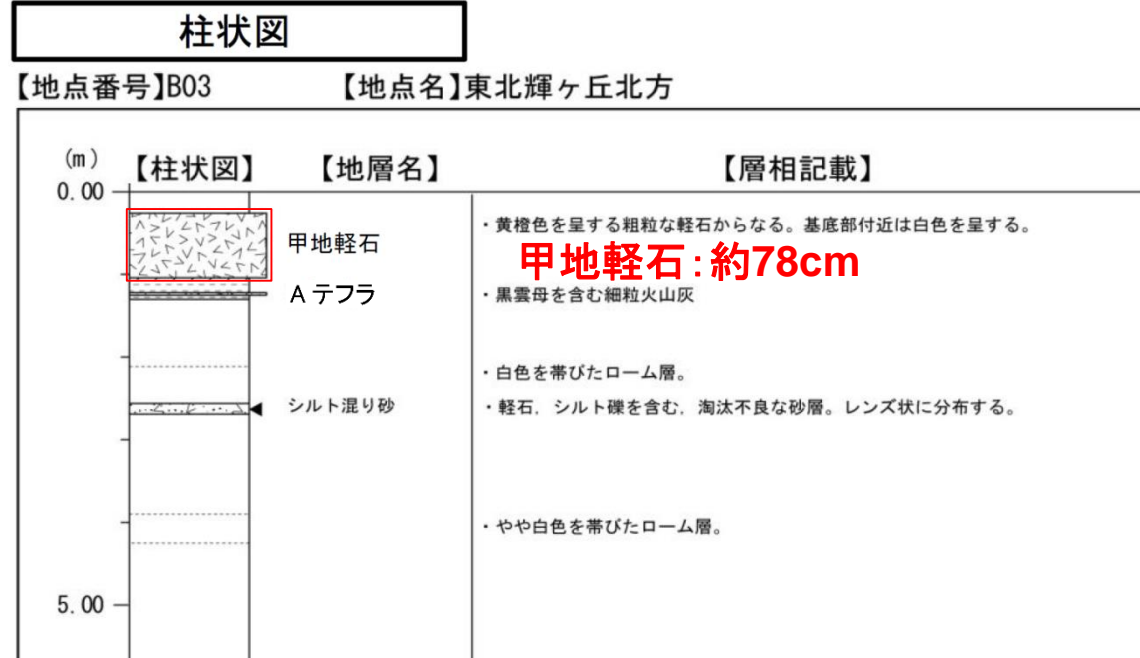 柱状図
【地点番号】B03 【地点名】東北輝ヶ丘北方
(m) 【柱状図】 【地層名】 【層相記載】
0.00
甲地軽石 ・黄橙色を呈する粗粒な軽石からなる。基底部付近は白色を呈する。
甲地軽石:約78cm
Aテフラ ・黒雲母を含む細粒火山灰
・白色を帯びたローム層。
シルト混り砂 ・軽石，シルト礫を含む，淘汰不良な砂層。レンズ状に分布する。
・やや白色を帯びたローム層。
5.00